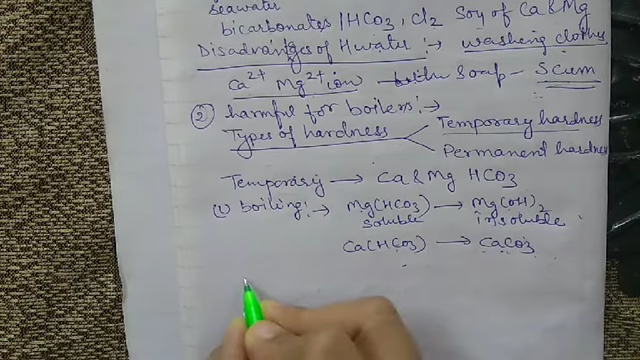 seawater
bicarbonates /HCO3, Cl2 SO4 of Ca & Mg
Disadvantges of H water :→ washing clothes
Ca2+ Mg2+ ion with Soap - Scum
② harmful for boilers :→
Types of hardness Temporary hardness
Permanent hardness
Temporary → Ca & Mg HCO3
(1) boiling :→ Mg(HCO3) → Mg(OH)2
soluble insoluble
Ca(HCO3) → CaCO3